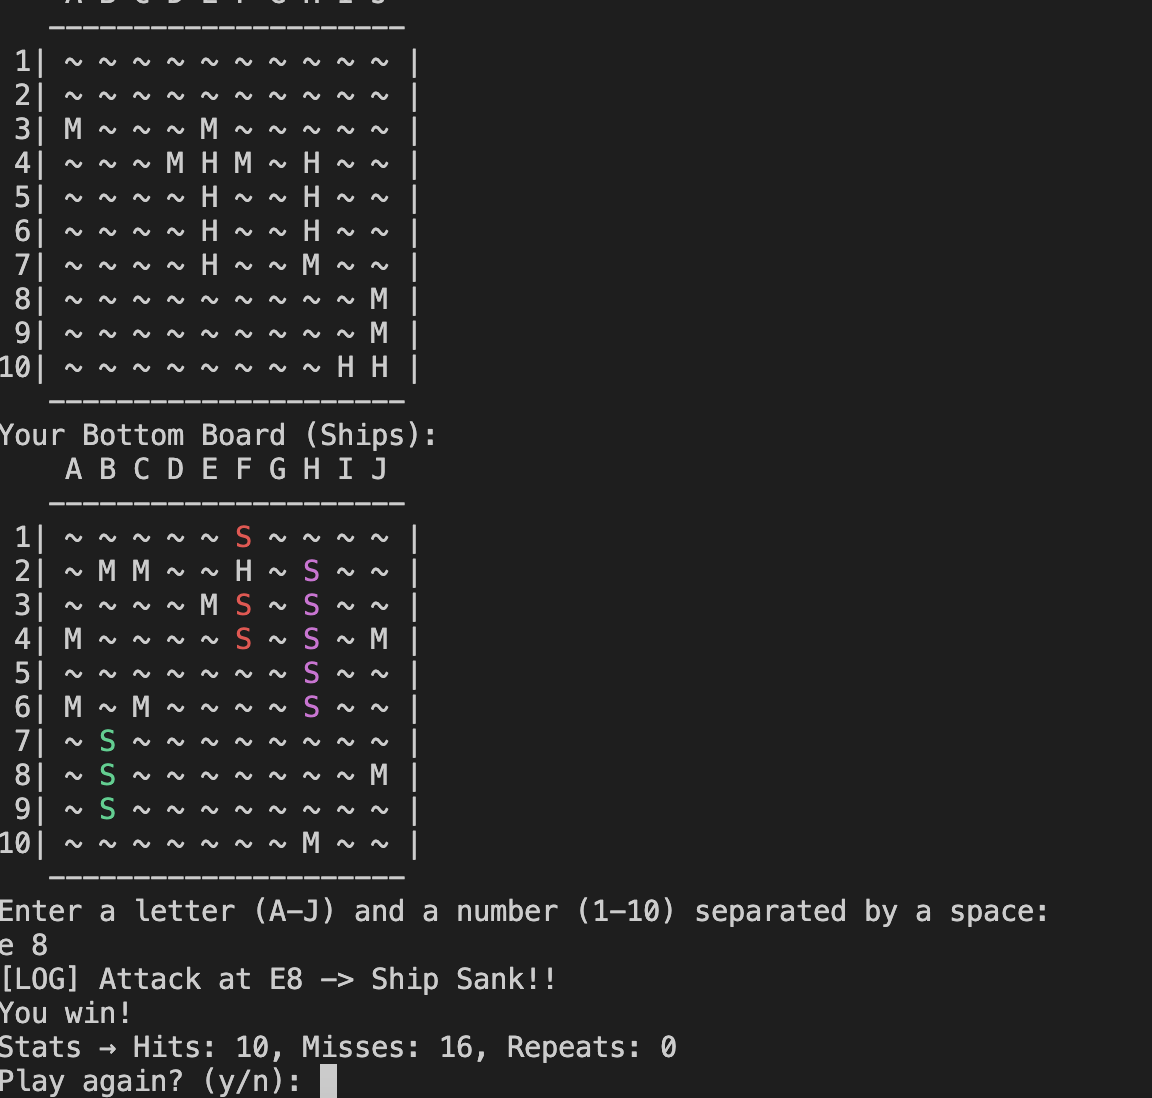 A B C D E F G H I J
---------------------
1| ~ ~ ~ ~ ~ ~ ~ ~ ~ ~ |
2| ~ ~ ~ ~ ~ ~ ~ ~ ~ ~ |
3| M ~ ~ ~ M ~ ~ ~ ~ ~ |
4| ~ ~ ~ M H M ~ H ~ ~ |
5| ~ ~ ~ ~ H ~ ~ H ~ ~ |
6| ~ ~ ~ ~ H ~ ~ H ~ ~ |
7| ~ ~ ~ ~ H ~ ~ M ~ ~ |
8| ~ ~ ~ ~ ~ ~ ~ ~ ~ M |
9| ~ ~ ~ ~ ~ ~ ~ ~ ~ M |
10| ~ ~ ~ ~ ~ ~ ~ ~ H H |
---------------------
Your Bottom Board (Ships):
A B C D E F G H I J
---------------------
1| ~ ~ ~ ~ ~ S ~ ~ ~ ~ |
2| ~ M M ~ ~ H ~ S ~ ~ |
3| ~ ~ ~ ~ M S ~ S ~ ~ |
4| M ~ ~ ~ ~ S ~ S ~ M |
5| ~ ~ ~ ~ ~ ~ ~ S ~ ~ |
6| M ~ M ~ ~ ~ ~ S ~ ~ |
7| ~ S ~ ~ ~ ~ ~ ~ ~ ~ |
8| ~ S ~ ~ ~ ~ ~ ~ ~ M |
9| ~ S ~ ~ ~ ~ ~ ~ ~ ~ |
10| ~ ~ ~ ~ ~ ~ ~ M ~ ~ |
---------------------
Enter a letter (A-J) and a number (1-10) separated by a space:
e 8
[LOG] Attack at E8 -> Ship Sank!!
You win!
Stats → Hits: 10, Misses: 16, Repeats: 0
Play again? (y/n):